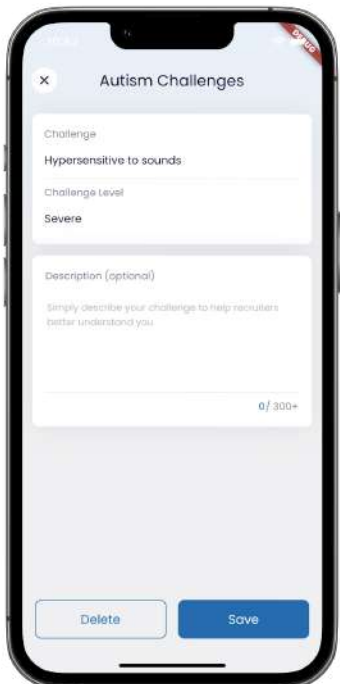 DEBUG
Autism Challenges
Challenge
Hypersensitive to sounds
Challenge Level
Severe
Description (optional)
Simply describe your challenge to help recruiters
better understand you
0/ 300+
Delete
Save